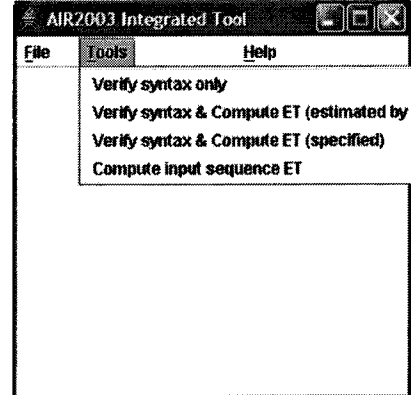 AIR2003 Integrated Tool
File Tools Help
Verify syntax only
Verify syntax & Compute ET (estimated by
Verify syntax & Compute ET (specified)
Compute input sequence ET